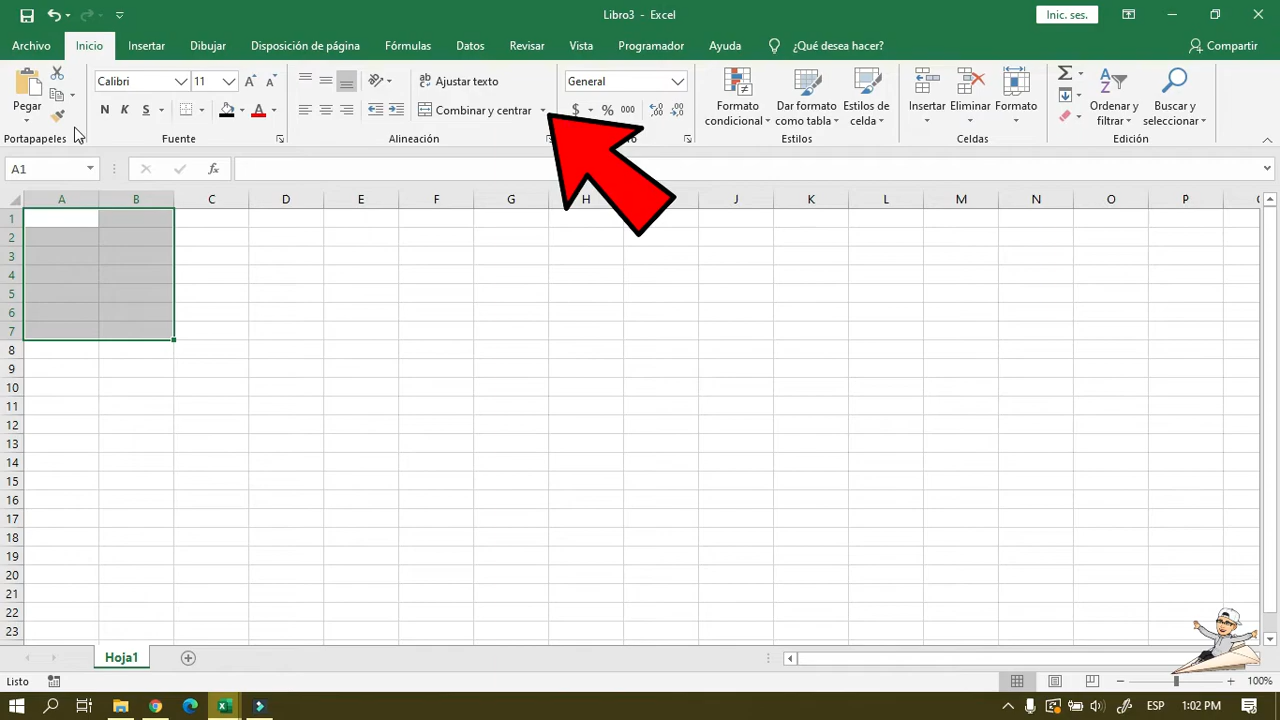 Libro3 - Excel
Inic. ses.
Archivo Inicio Insertar Dibujar Disposición de página Fórmulas Datos Revisar Vista Programador Ayuda ¿Qué desea hacer? Compartir
Pegar
Calibri 11
N K S
Ajustar texto
Combinar y centrar
General
$ % 000
Formato condicional
Dar formato como tabla
Estilos de celda
Insertar Eliminar Formato
Ordenar y filtrar
Buscar y seleccionar
Portapapeles Fuente Alineación Estilos Celdas Edición
A1 fx
A B C D E F G H J K L M N O P
1
2
3
4
5
6
7
8
9
10
11
12
13
14
15
16
17
18
19
20
21
22
23
Hoja1
Listo 100%
ESP 1:02 PM